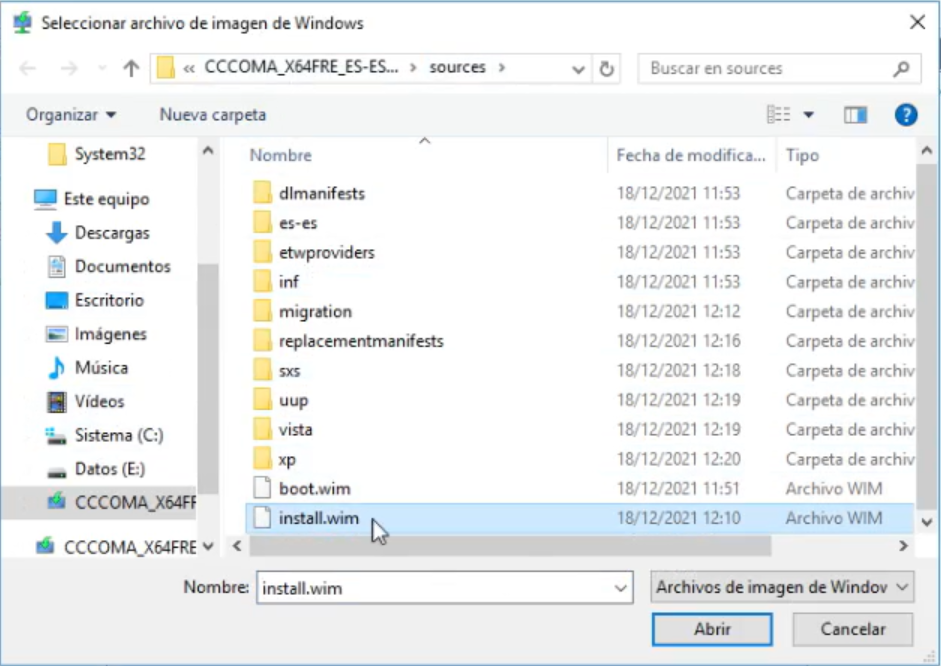 Seleccionar archivo de imagen de Windows
« CCCOMA_X64FRE_ES-ES... › sources ›
Buscar en sources
Organizar
Nueva carpeta
System32
Este equipo
Descargas
Documentos
Escritorio
Imágenes
Música
Vídeos
Sistema (C:)
Datos (E:)
CCCOMA_X64FF
CCCOMA_X64FRE
Nombre Fecha de modifica... Tipo
dlmanifests 18/12/2021 11:53 Carpeta de archiv
es-es 18/12/2021 11:53 Carpeta de archiv
etwproviders 18/12/2021 11:53 Carpeta de archiv
inf 18/12/2021 11:53 Carpeta de archiv
migration 18/12/2021 12:12 Carpeta de archiv
replacementmanifests 18/12/2021 12:16 Carpeta de archiv
sxs 18/12/2021 12:18 Carpeta de archiv
uup 18/12/2021 12:19 Carpeta de archiv
vista 18/12/2021 12:19 Carpeta de archiv
xp 18/12/2021 12:20 Carpeta de archiv
boot.wim 18/12/2021 11:51 Archivo WIM
install.wim 18/12/2021 12:10 Archivo WIM
Nombre: install.wim
Archivos de imagen de Window
Abrir
Cancelar